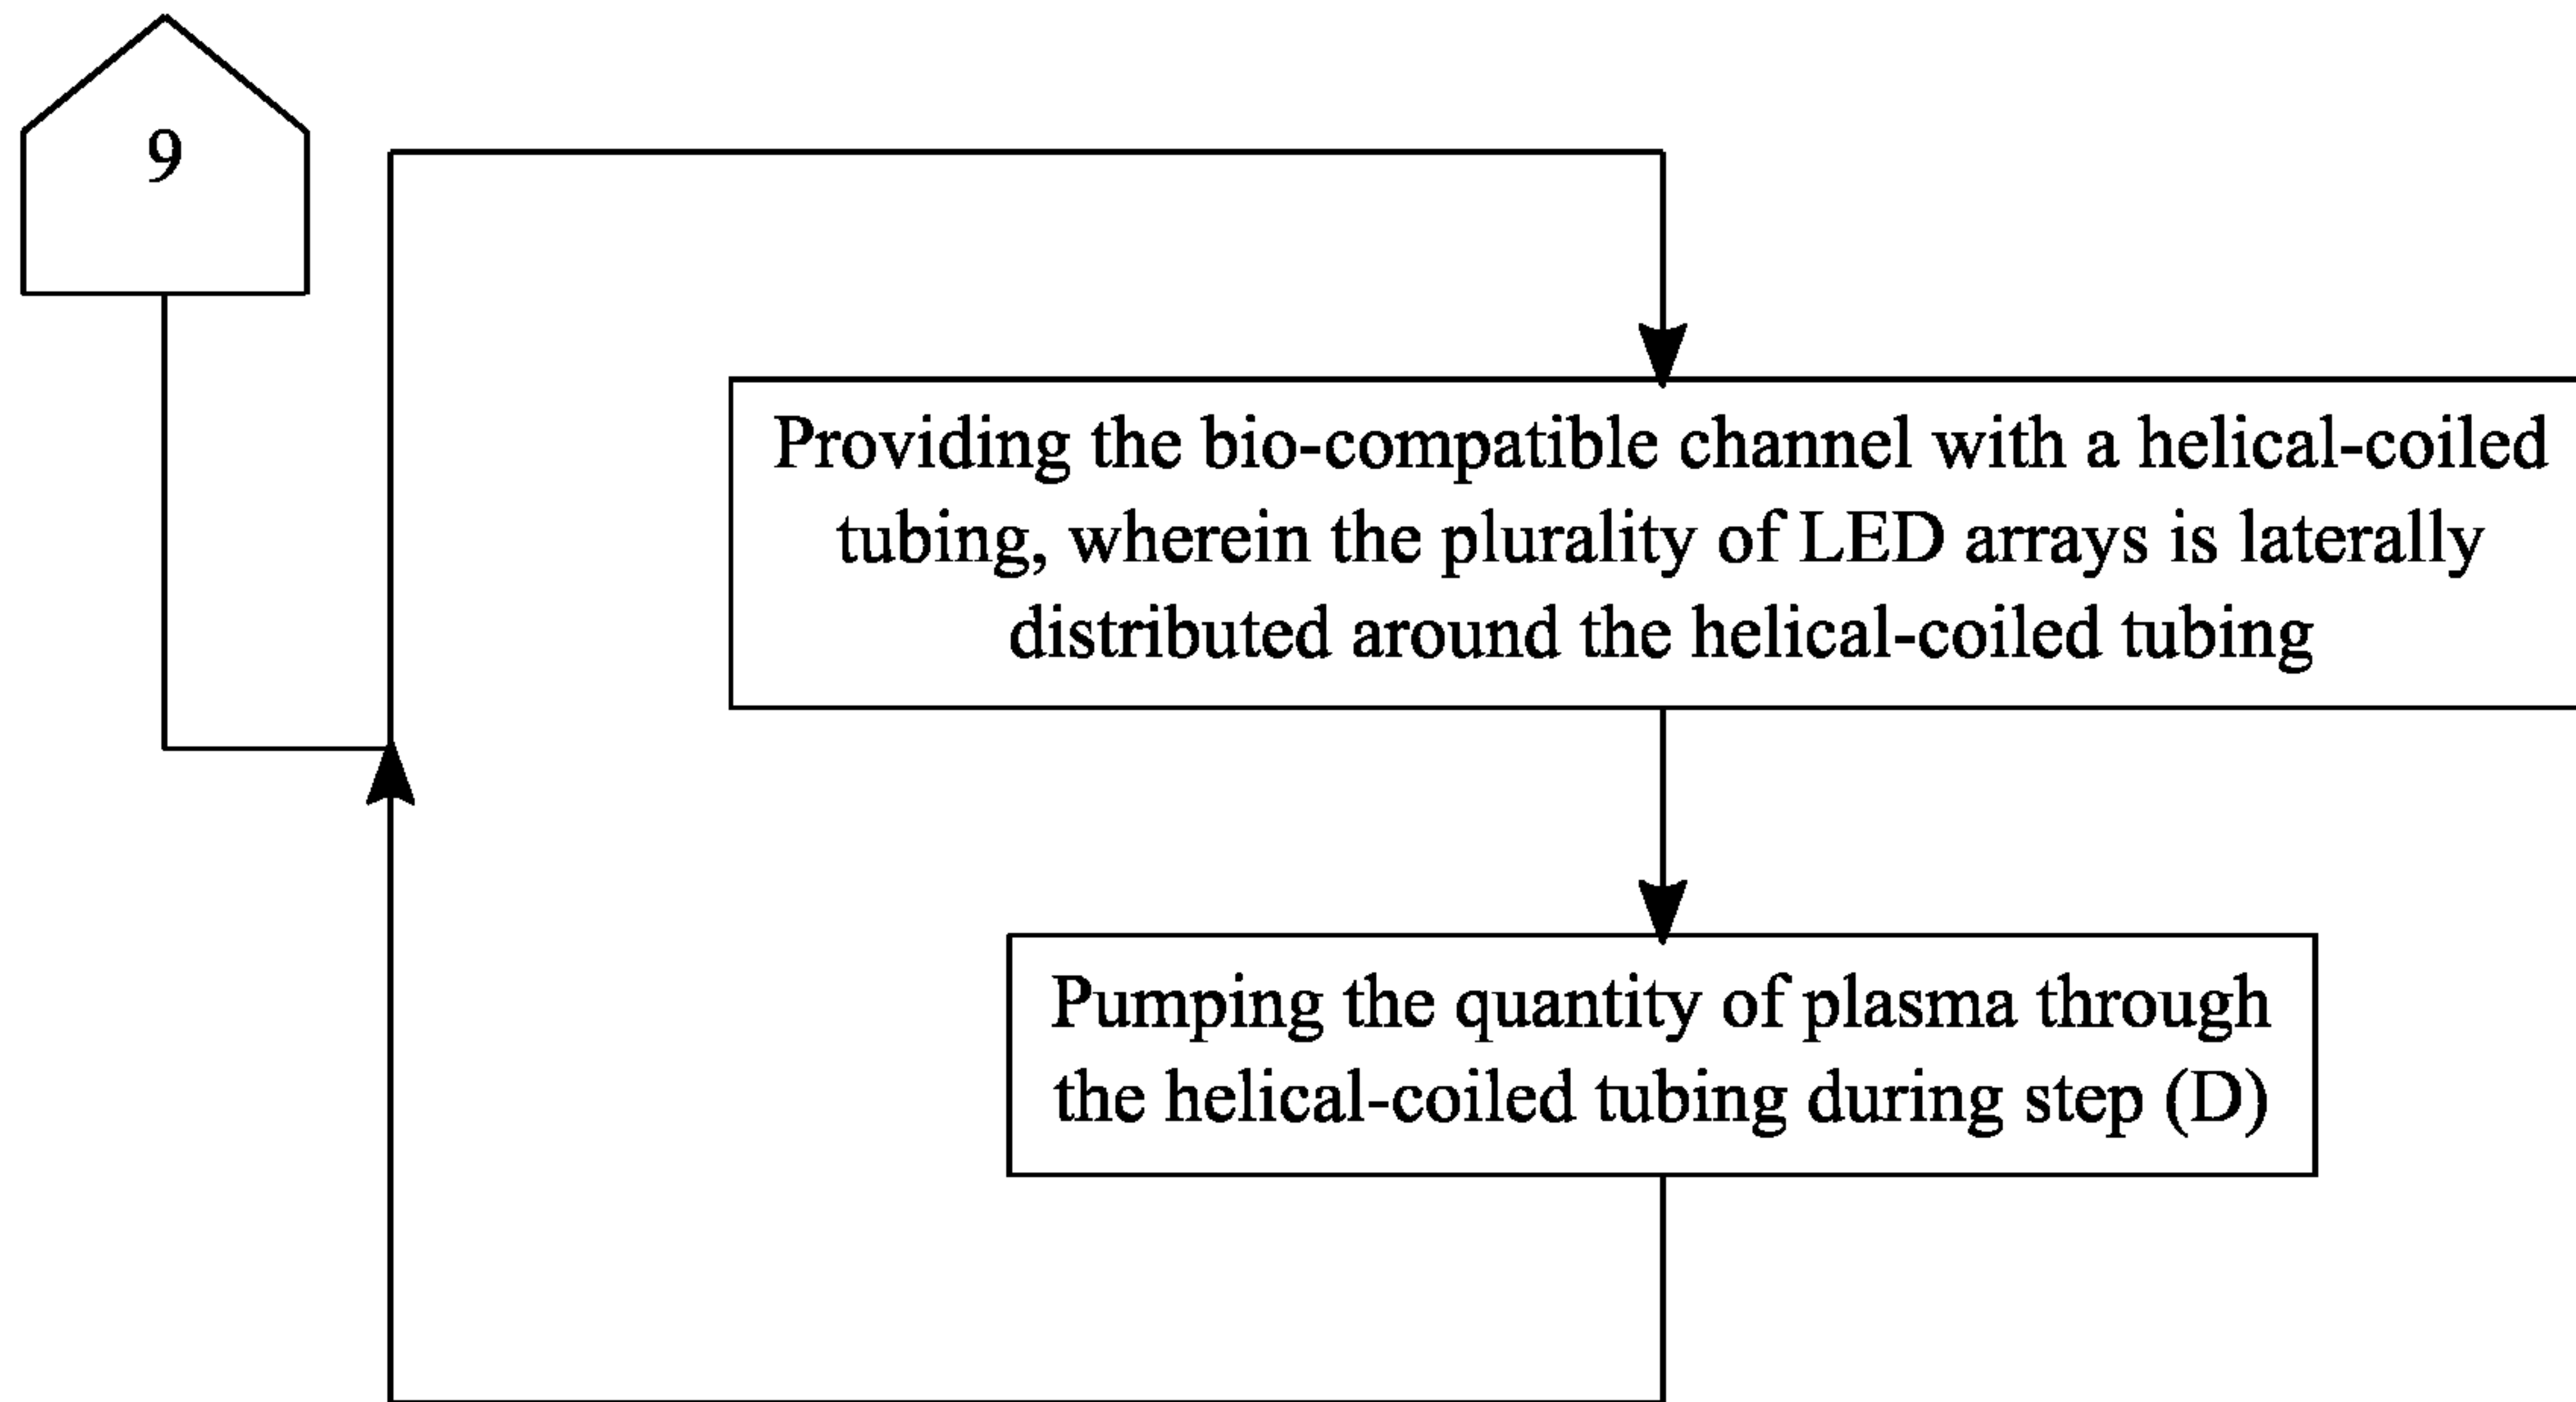 9
Providing the bio-compatible channel with a helical-coiled
tubing, wherein the plurality of LED arrays is laterally
distributed around the helical-coiled tubing
Pumping the quantity of plasma through
the helical-coiled tubing during step (D)